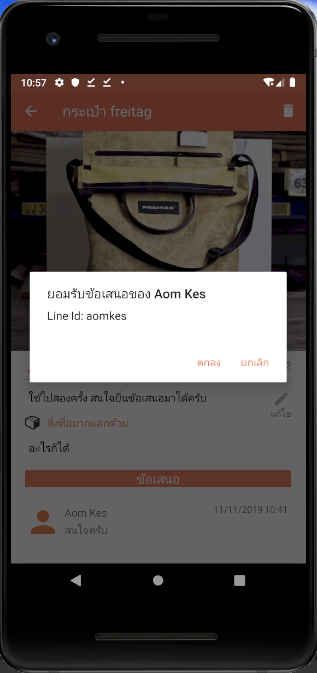 10:57
กระเป๋า freitag
FREITAG
63
ยอมรับข้อเสนอของ Aom Kes
Line Id: aomkes
ตกลง ยกเลิก
ใช้ไปสองครั้ง สนใจยื่นข้อเสนอมาได้ครับ
แก้ไข
สิ่งที่อยากแลกด้วย
อะไรก็ได้
ข้อเสนอ
Aom Kes 11/11/2019 10:41
สนใจครับ